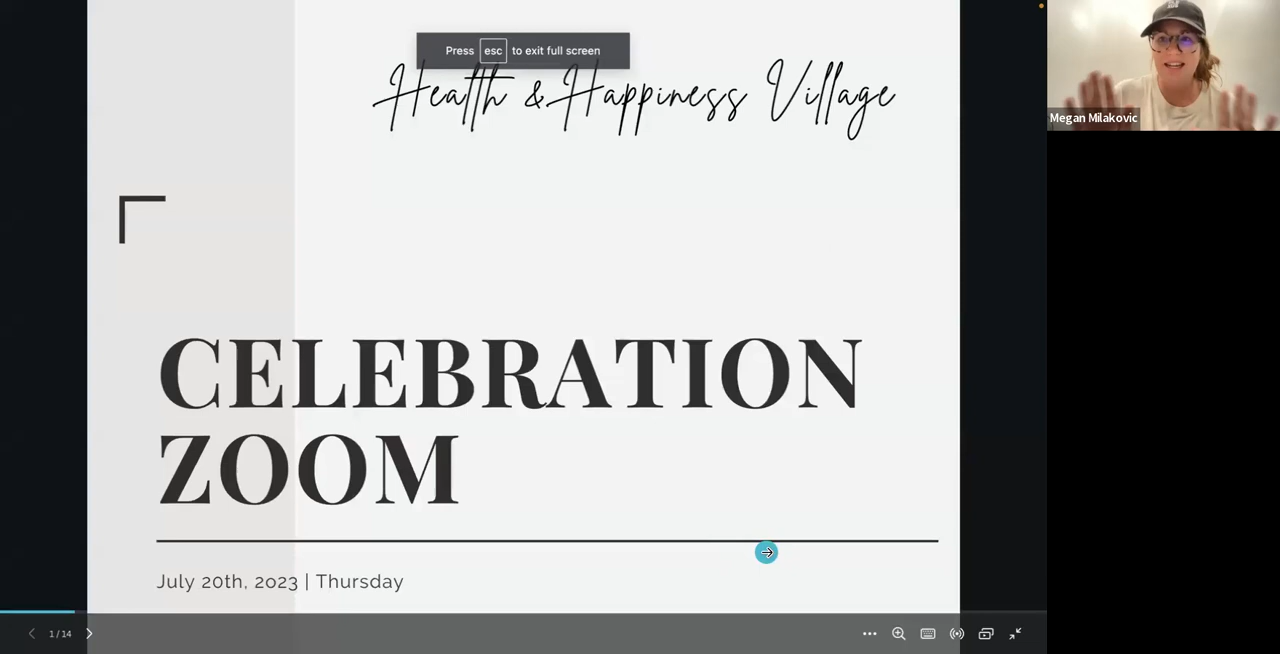 Press esc to exit full screen
Health & Happiness Village
CELEBRATION
ZOOM
July 20th, 2023 | Thursday
1 / 14
Megan Milakovic